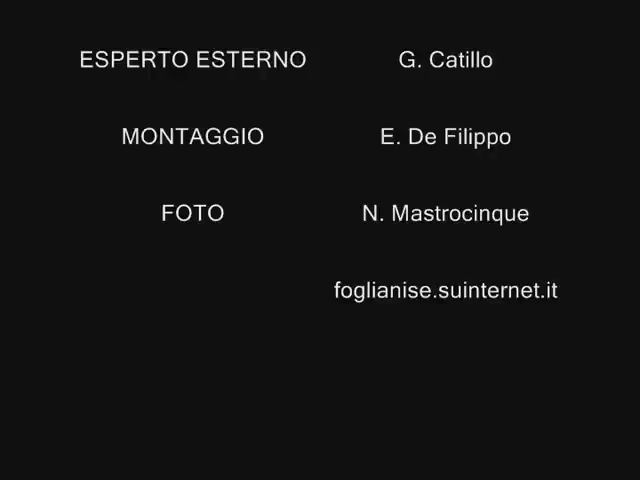 ESPERTO ESTERNO G. Catillo
MONTAGGIO E. De Filippo
FOTO N. Mastrocinque
foglianise.suinternet.it